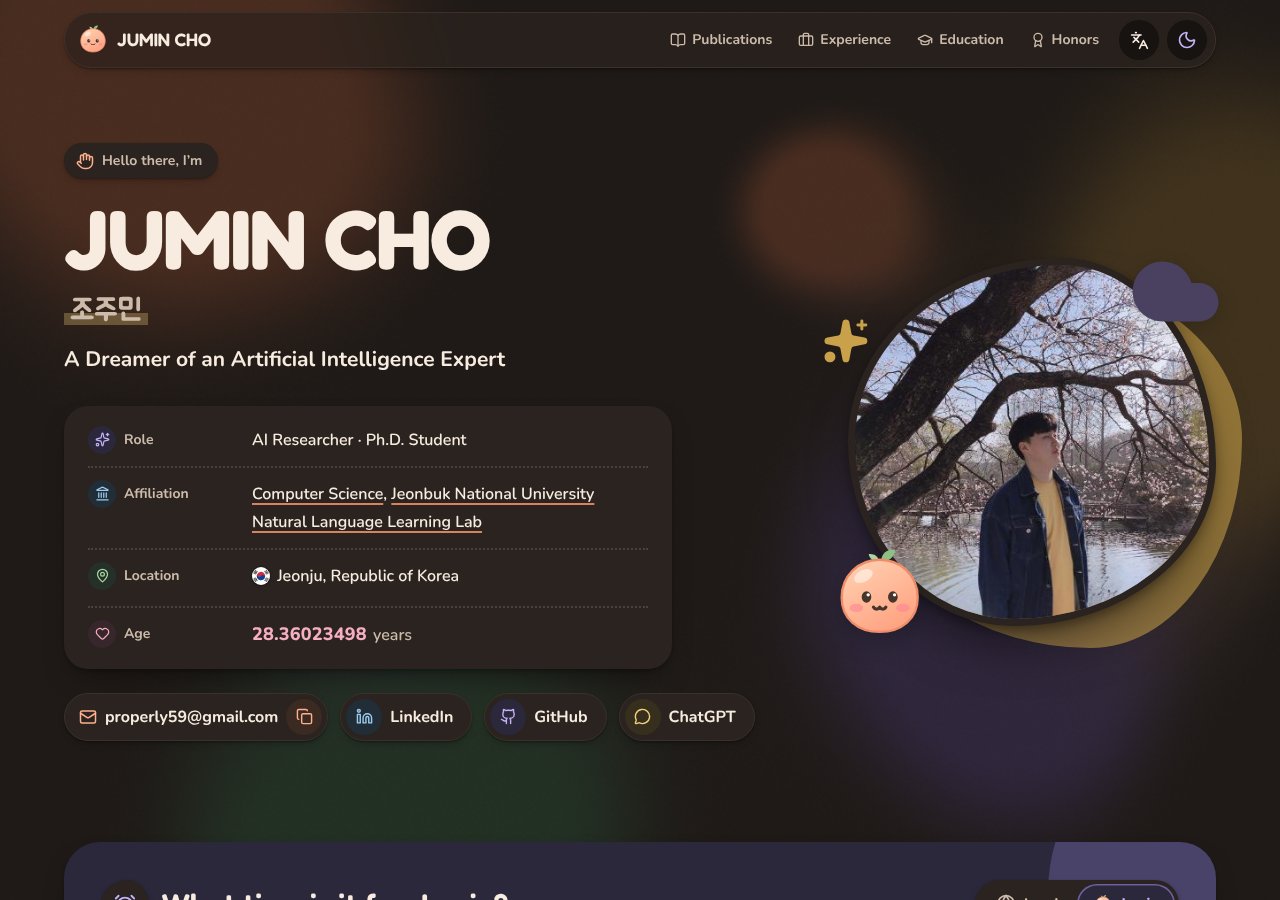 JUMIN CHO
Publications
Experience
Education
Honors
Hello there, I'm
JUMIN CHO
조주민
A Dreamer of an Artificial Intelligence Expert
Role
AI Researcher · Ph.D. Student
Affiliation
Computer Science, Jeonbuk National University
Natural Language Learning Lab
Location
Jeonju, Republic of Korea
Age
28.36023498 years
properly59@gmail.com
LinkedIn
GitHub
ChatGPT